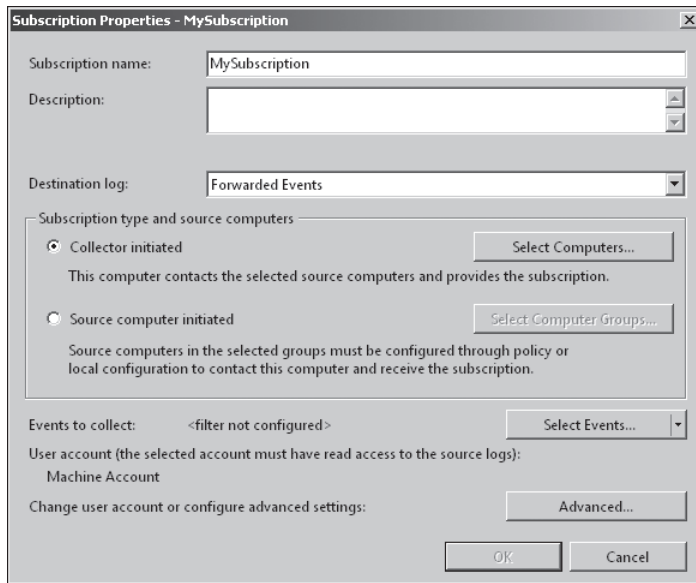 Subscription Properties - MySubscription
Subscription name:
MySubscription
Description:
Destination log:
Forwarded Events
Subscription type and source computers
Collector initiated
Select Computers...
This computer contacts the selected source computers and provides the subscription.
Source computer initiated
Select Computer Groups...
Source computers in the selected groups must be configured through policy or
local configuration to contact this computer and receive the subscription.
Events to collect:
<filter not configured>
Select Events...
User account (the selected account must have read access to the source logs):
Machine Account
Change user account or configure advanced settings:
Advanced...
OK
Cancel